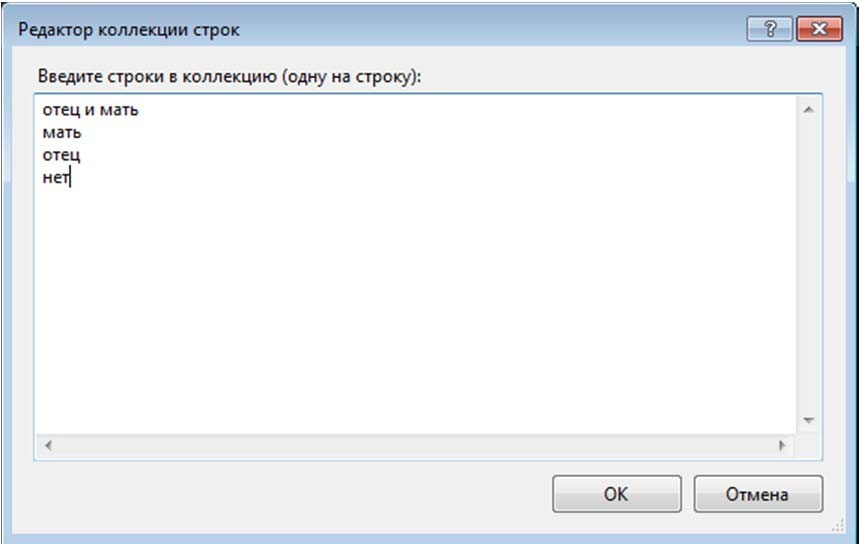 Редактор коллекции строк
Введите строки в коллекцию (одну на строку):
отец и мать
мать
отец
нет
OK
Отмена